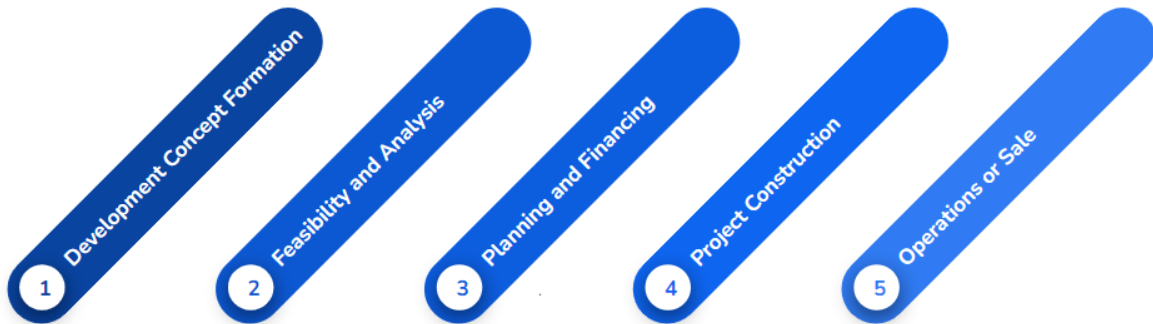 1 Development Concept Formation
2 Feasibility and Analysis
3 Planning and Financing
4 Project Construction
5 Operations or Sale